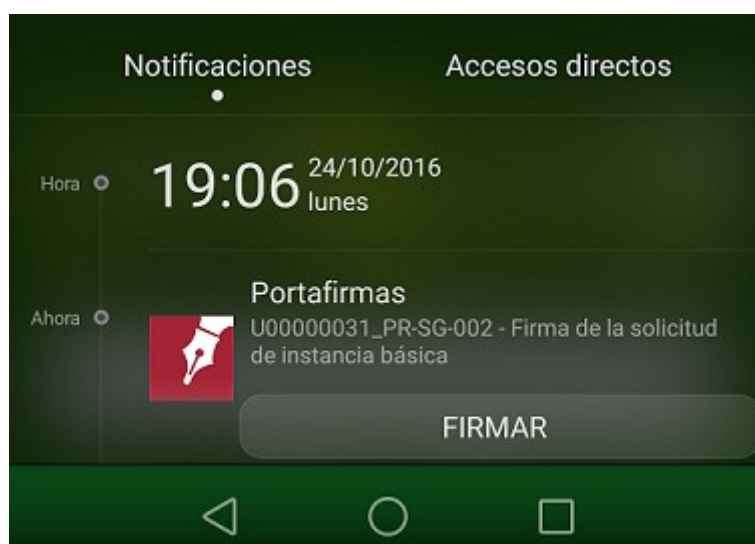 Notificaciones
Accesos directos
Hora
19:06
24/10/2016
lunes
Ahora
Portafirmas
U00000031_PR-SG-002 - Firma de la solicitud
de instancia básica
FIRMAR